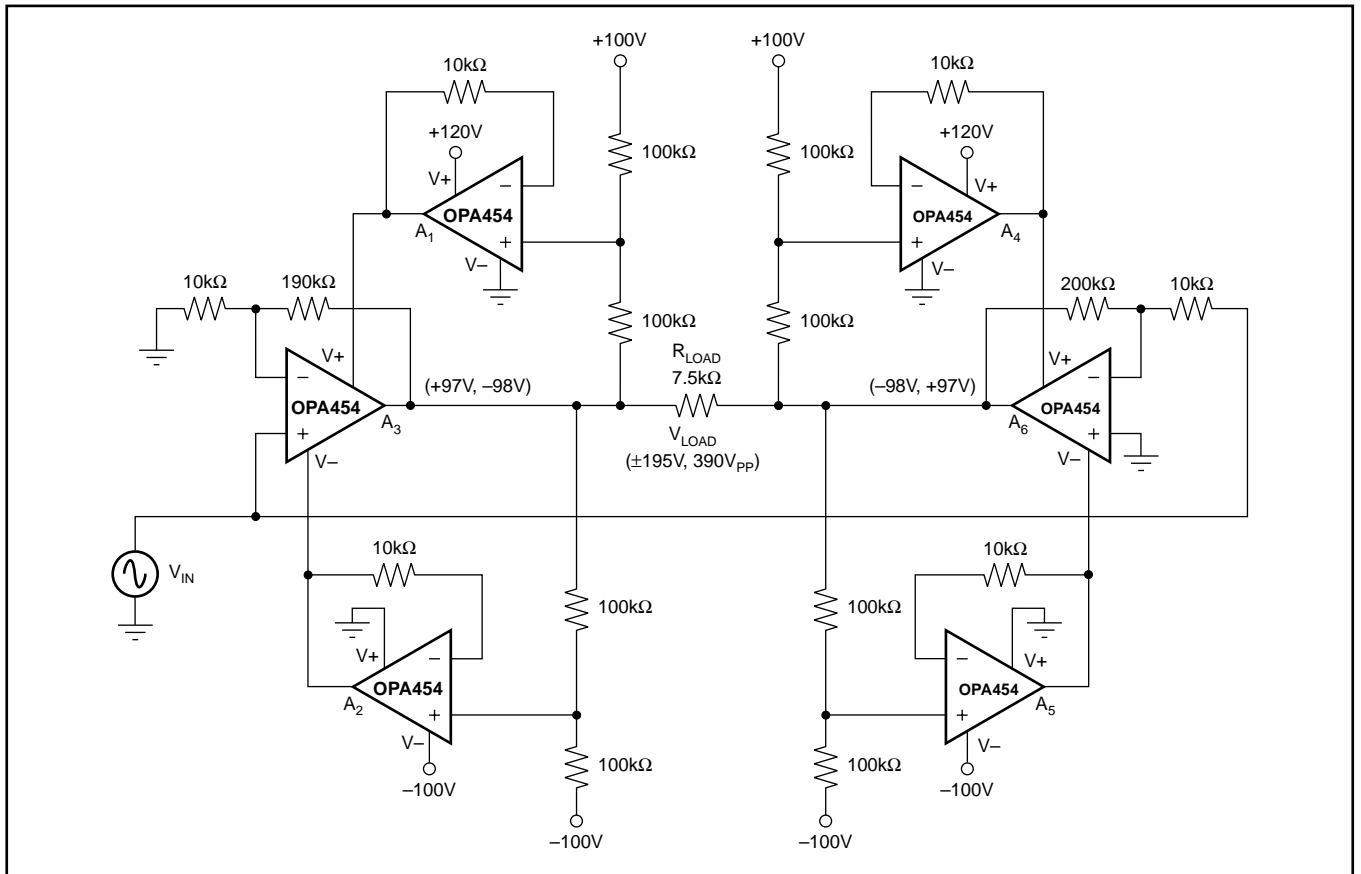 +100V
+100V
10kΩ
10kΩ
+120V
+120V
100kΩ
100kΩ
V+
V+
−
−
OPA454
OPA454
A1
+
+
A4
V–
V–
10kΩ
190kΩ
200kΩ
10kΩ
100kΩ
100kΩ
RLOAD
7.5kΩ
V+
V+
−
−
(+97V, –98V)
(–98V, +97V)
OPA454
OPA454
A3
A6
+
+
VLOAD
(±195V, 390VPP)
V–
V–
10kΩ
10kΩ
VIN
100kΩ
100kΩ
V+
V+
−
−
OPA454
OPA454
A2
+
+
A5
V–
V–
100kΩ
100kΩ
–100V
–100V
–100V
–100V